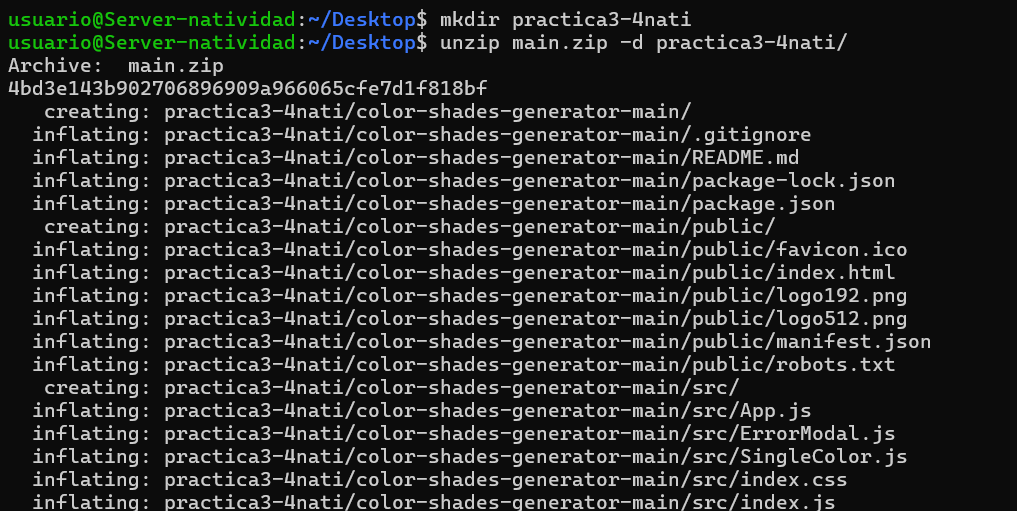 usuario@Server-natividad:~/Desktop$ mkdir practica3-4nati
usuario@Server-natividad:~/Desktop$ unzip main.zip -d practica3-4nati/
Archive:  main.zip
4bd3e143b902706896909a966065cfe7d1f818bf
   creating: practica3-4nati/color-shades-generator-main/
  inflating: practica3-4nati/color-shades-generator-main/.gitignore
  inflating: practica3-4nati/color-shades-generator-main/README.md
  inflating: practica3-4nati/color-shades-generator-main/package-lock.json
  inflating: practica3-4nati/color-shades-generator-main/package.json
   creating: practica3-4nati/color-shades-generator-main/public/
  inflating: practica3-4nati/color-shades-generator-main/public/favicon.ico
  inflating: practica3-4nati/color-shades-generator-main/public/index.html
  inflating: practica3-4nati/color-shades-generator-main/public/logo192.png
  inflating: practica3-4nati/color-shades-generator-main/public/logo512.png
  inflating: practica3-4nati/color-shades-generator-main/public/manifest.json
  inflating: practica3-4nati/color-shades-generator-main/public/robots.txt
   creating: practica3-4nati/color-shades-generator-main/src/
  inflating: practica3-4nati/color-shades-generator-main/src/App.js
  inflating: practica3-4nati/color-shades-generator-main/src/ErrorModal.js
  inflating: practica3-4nati/color-shades-generator-main/src/SingleColor.js
  inflating: practica3-4nati/color-shades-generator-main/src/index.css
  inflating: practica3-4nati/color-shades-generator-main/src/index.js